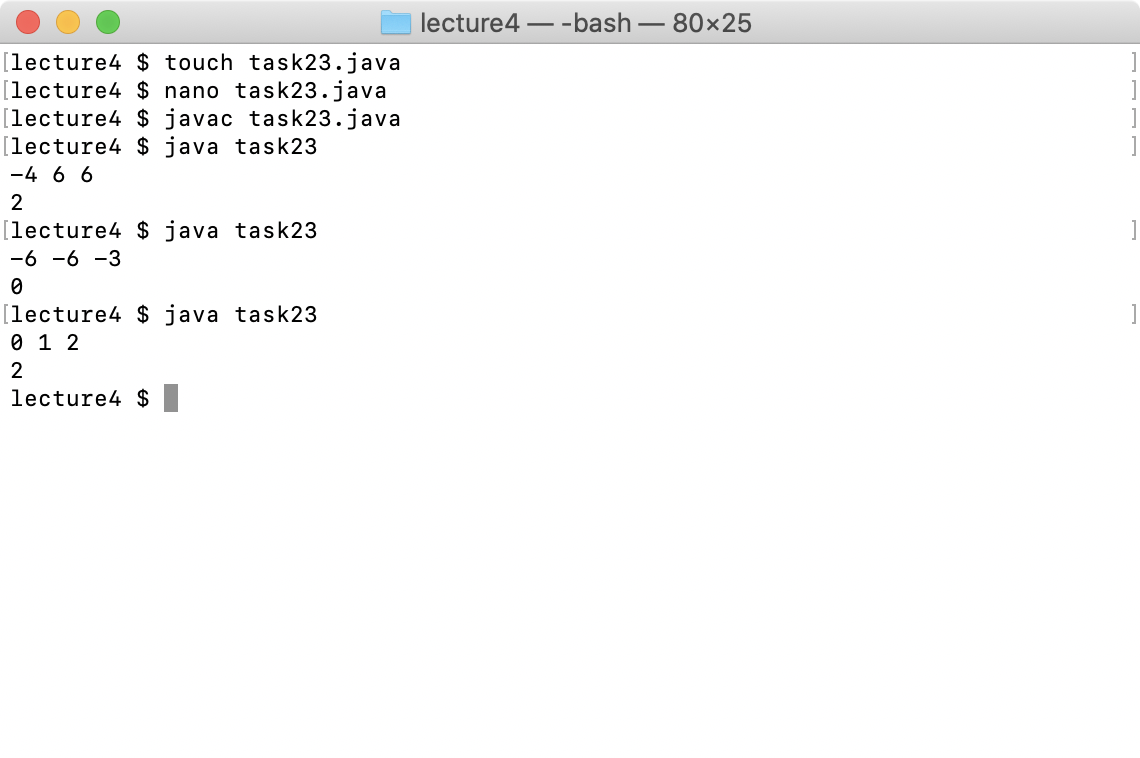 lecture4 — -bash — 80×25
[lecture4 $ touch task23.java ]
[lecture4 $ nano task23.java ]
[lecture4 $ javac task23.java ]
[lecture4 $ java task23 ]
-4 6 6
2
[lecture4 $ java task23 ]
-6 -6 -3
0
[lecture4 $ java task23 ]
0 1 2
2
lecture4 $